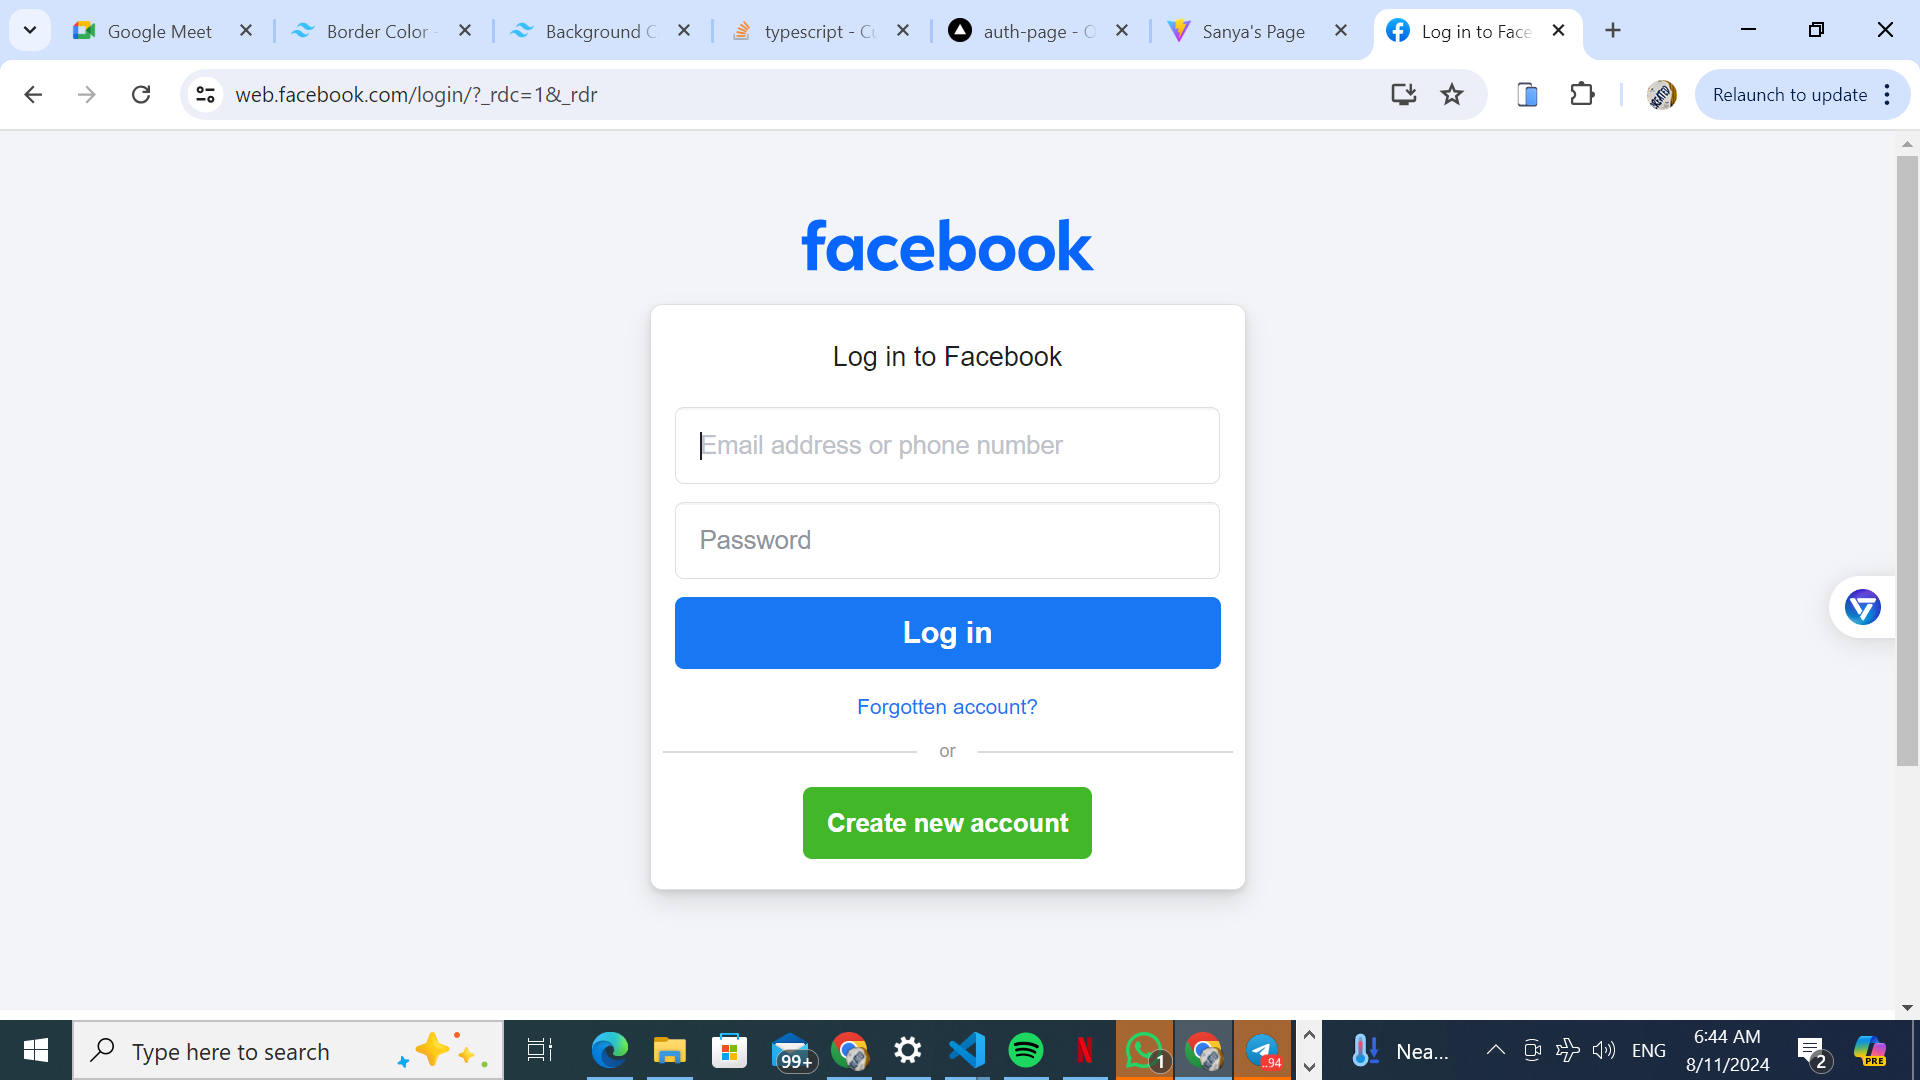 Google Meet
Border Color -
Background C
typescript - Cu
auth-page - O
Sanya's Page
Log in to Face
web.facebook.com/login/?_rdc=1&_rdr
Relaunch to update
facebook
Log in to Facebook
Email address or phone number
Password
Log in
Forgotten account?
or
Create new account
Type here to search
99+
N
1
..94
Nea...
ENG
6:44 AM
8/11/2024
2
PRE